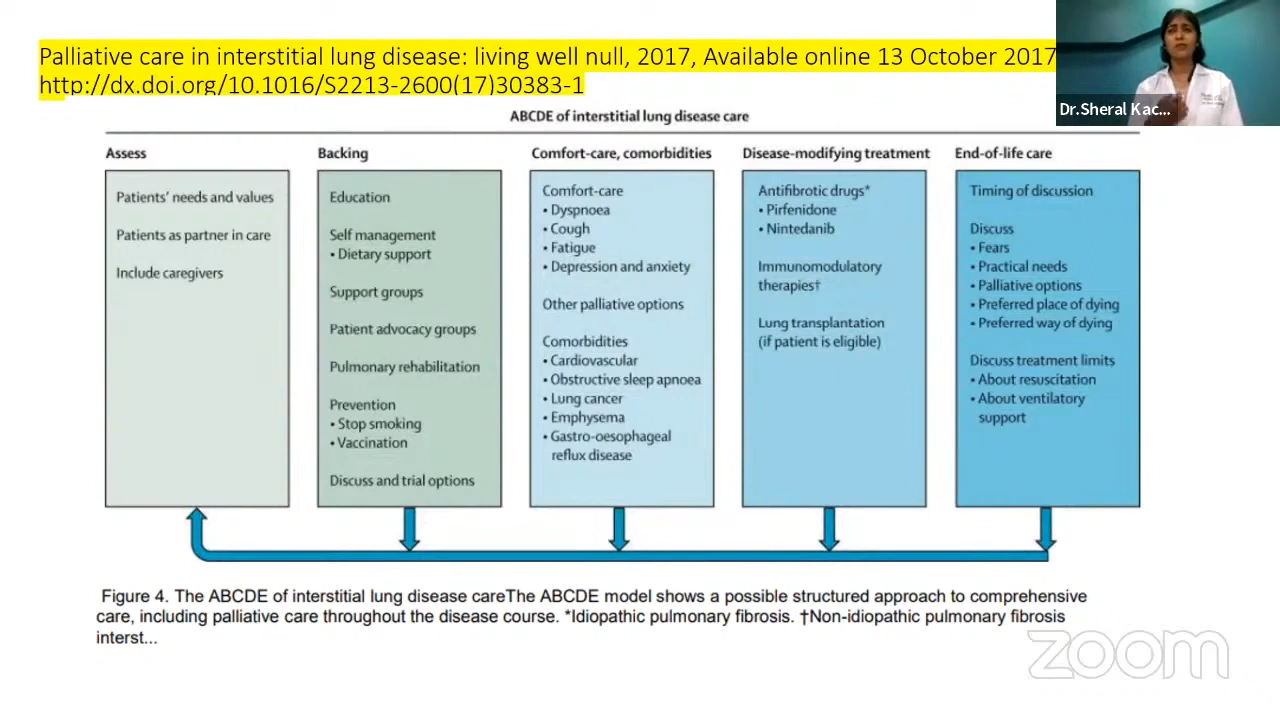 Palliative care in interstitial lung disease: living well null, 2017, Available online 13 October 2017
http://dx.doi.org/10.1016/S2213-2600(17)30383-1
Dr.Sheral Kac...
ABCDE of interstitial lung disease care
Assess
Patients' needs and values
Patients as partner in care
Include caregivers
Backing
Education
Self management
• Dietary support
Support groups
Patient advocacy groups
Pulmonary rehabilitation
Prevention
• Stop smoking
• Vaccination
Discuss and trial options
Comfort-care, comorbidities
Comfort-care
• Dyspnoea
• Cough
• Fatigue
• Depression and anxiety
Other palliative options
Comorbidities
• Cardiovascular
• Obstructive sleep apnoea
• Lung cancer
• Emphysema
• Gastro-oesophageal
reflux disease
Disease-modifying treatment
Antifibrotic drugs*
• Pirfenidone
• Nintedanib
Immunomodulatory
therapies†
Lung transplantation
(if patient is eligible)
End-of-life care
Timing of discussion
Discuss
• Fears
• Practical needs
• Palliative options
• Preferred place of dying
• Preferred way of dying
Discuss treatment limits
• About resuscitation
• About ventilatory
support
Figure 4. The ABCDE of interstitial lung disease careThe ABCDE model shows a possible structured approach to comprehensive
care, including palliative care throughout the disease course. *Idiopathic pulmonary fibrosis. †Non-idiopathic pulmonary fibrosis
interst...
zoom